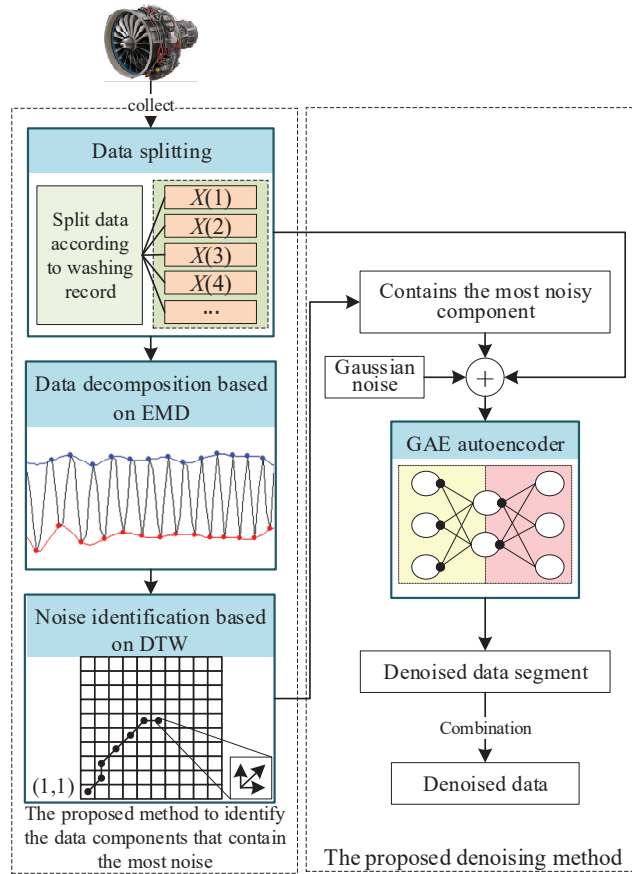 collect
Data splitting
Split data
according
to washing
record
X(1)
X(2)
X(3)
X(4)
...
Data decomposition based
on EMD
Noise identification based
on DTW
(1,1)
The proposed method to identify
the data components that contain
the most noise
Contains the most noisy
component
Gaussian
noise
+
GAE autoencoder
Denoised data segment
Combination
Denoised data
The proposed denoising method